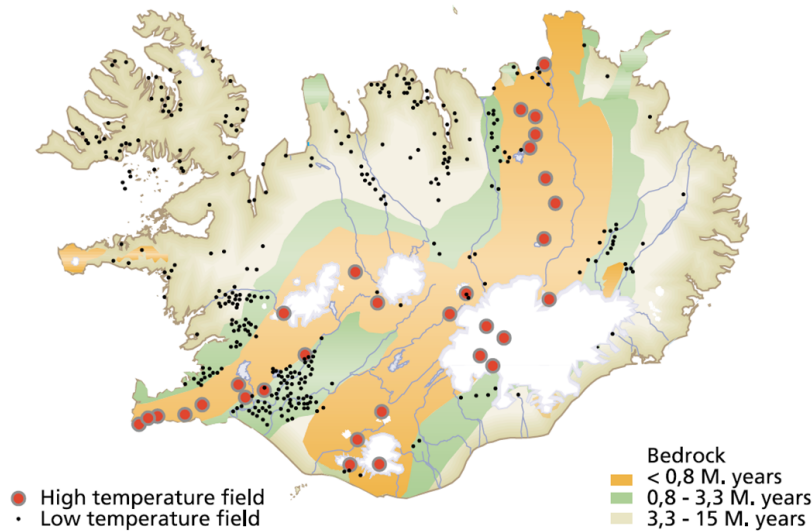 High temperature field
Low temperature field
Bedrock
< 0,8 M. years
0,8 - 3,3 M. years
3,3 - 15 M. years